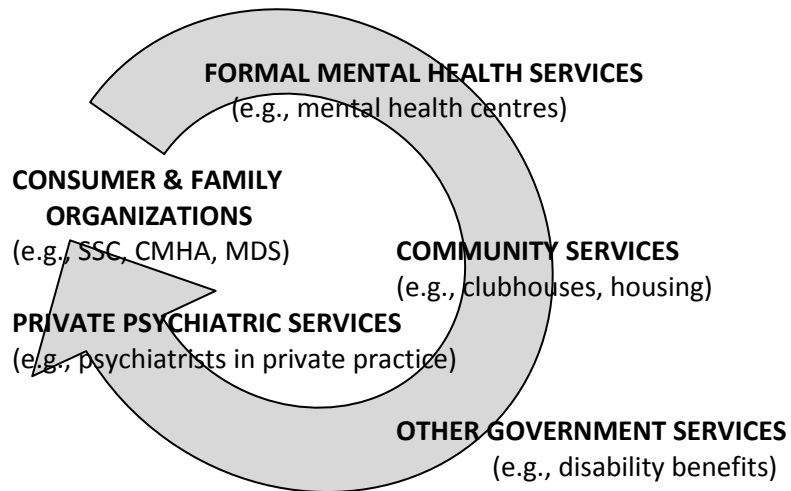 FORMAL MENTAL HEALTH SERVICES
(e.g., mental health centres)
CONSUMER & FAMILY
ORGANIZATIONS
(e.g., SSC, CMHA, MDS)
COMMUNITY SERVICES
(e.g., clubhouses, housing)
PRIVATE PSYCHIATRIC SERVICES
(e.g., psychiatrists in private practice)
OTHER GOVERNMENT SERVICES
(e.g., disability benefits)